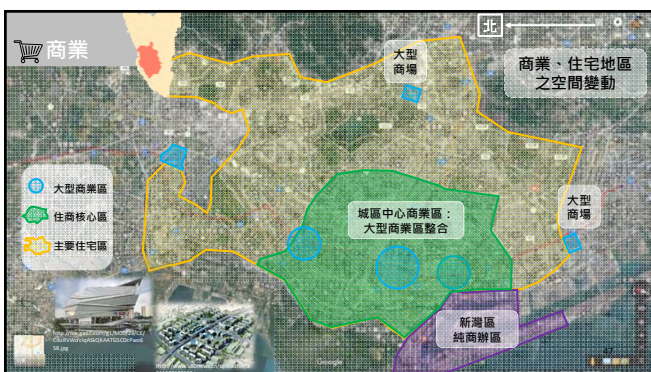 商業
北
大型
商場
商業、住宅地區
之空間變動
大型商業區
住商核心區
主要住宅區
城區中心商業區：
大型商業區整合
大型
商場
新灣區
純商辦區
Google